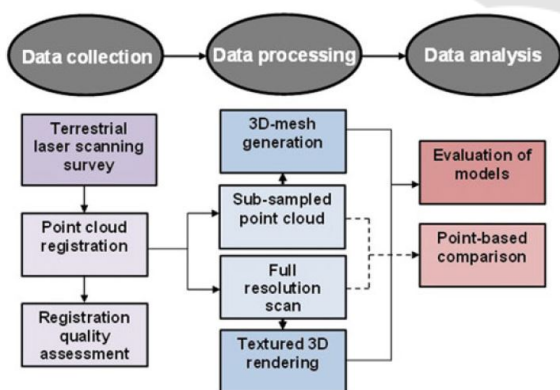 Data collection
Data processing
Data analysis
Terrestrial
laser scanning
survey
Point cloud
registration
Registration
quality
assessment
3D-mesh
generation
Sub-sampled
point cloud
Full
resolution
scan
Textured 3D
rendering
Evaluation of
models
Point-based
comparison